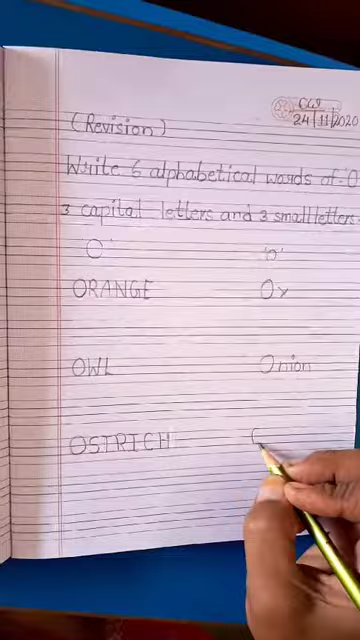 CW
24/11/2020
(Revision)
Write 6 alphabetical words of 'O
3 capital letters and 3 small letters.
O' 'o'
ORANGE Ox
OWL Onion
OSTRICH